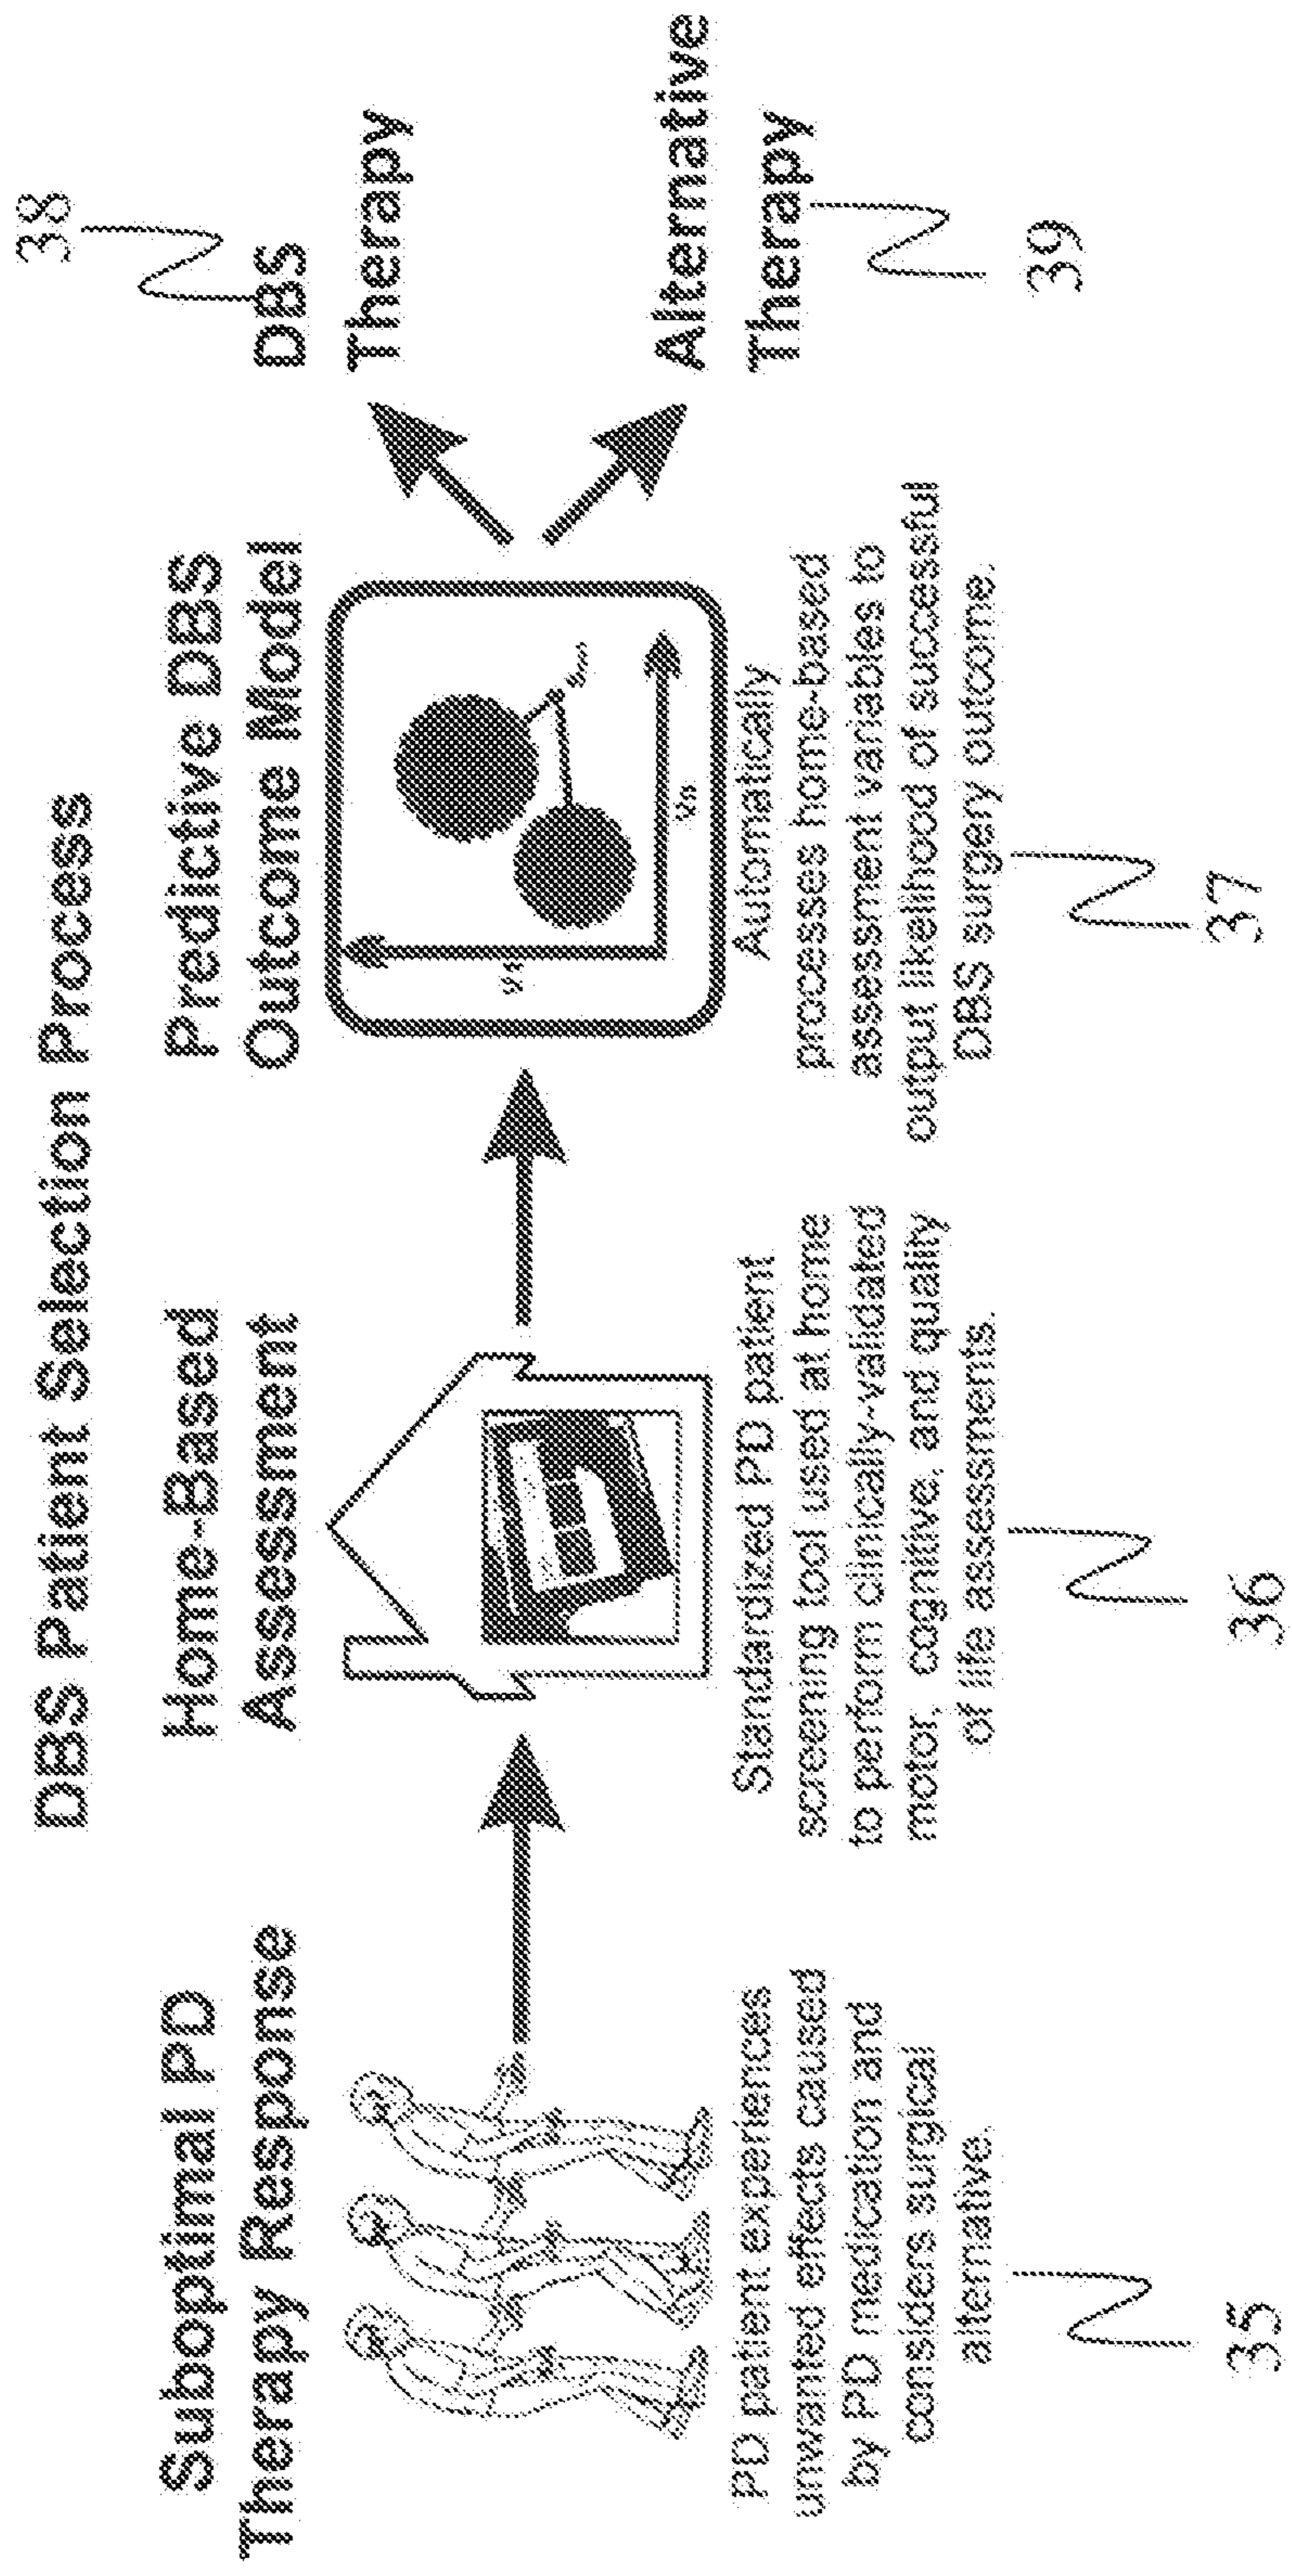 DBS Patient Selection Process
Suboptimal PD
Therapy Response
PD patient experiences
unwanted effects caused
by PD medication and
considers surgical
alternative.
35
Home-Based
Assessment
Standardized PD patient
screening tool used at home
to perform clinically-validated
motor, cognitive, and quality
of life assessments.
36
Predictive DBS
Outcome Model
Automatically
processes home-based
assessment variables to
output likelihood of successful
DBS surgery outcome.
37
38
DBS
Therapy
Alternative
Therapy
39